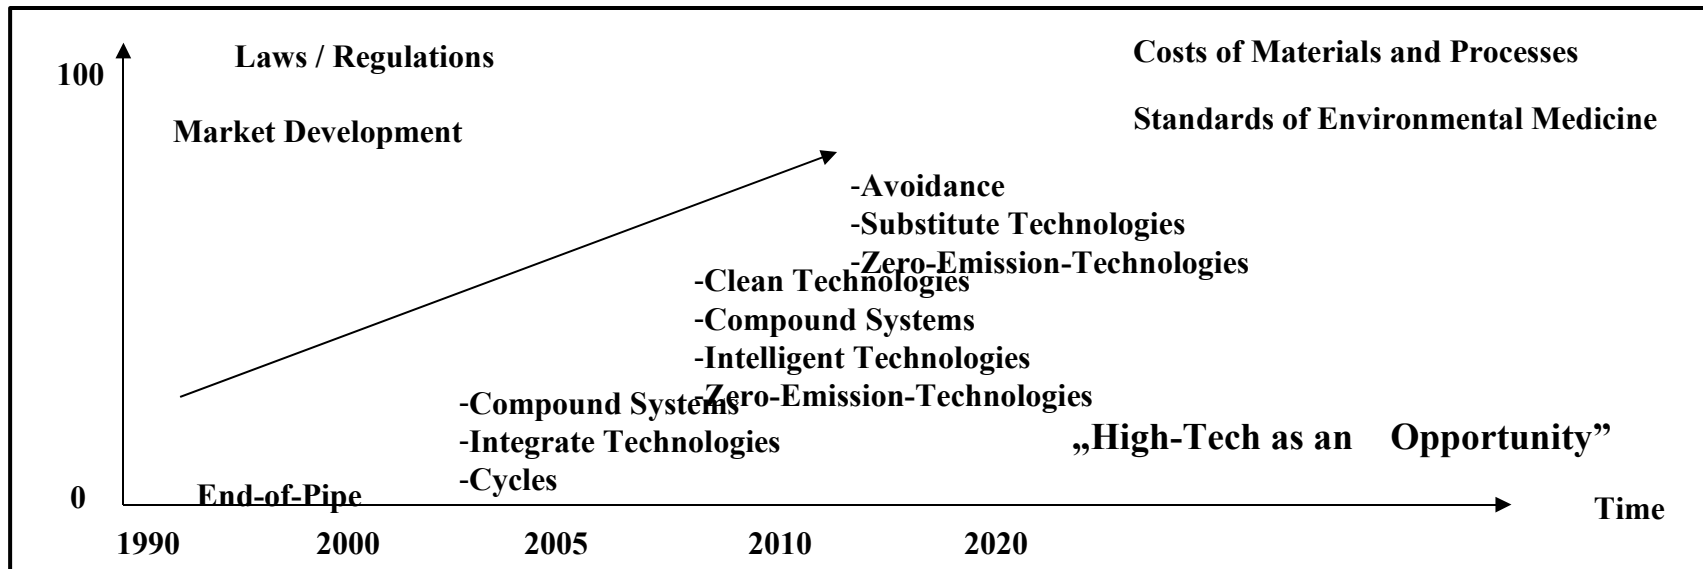 Laws / Regulations
Costs of Materials and Processes
100
Market Development
Standards of Environmental Medicine
-Avoidance
-Substitute Technologies
-Zero-Emission-Technologies
-Clean Technologies
-Compound Systems
-Intelligent Technologies
-Zero-Emission-Technologies
-Compound Systems
-Integrate Technologies
-Cycles
„High-Tech as an Opportunity”
0
End-of-Pipe
Time
1990 2000 2005 2010 2020